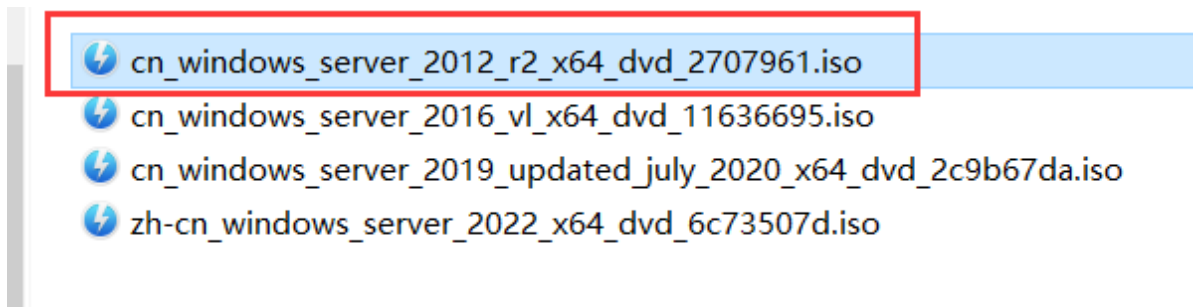 cn_windows_server_2012_r2_x64_dvd_2707961.iso
cn_windows_server_2016_vl_x64_dvd_11636695.iso
cn_windows_server_2019_updated_july_2020_x64_dvd_2c9b67da.iso
zh-cn_windows_server_2022_x64_dvd_6c73507d.iso